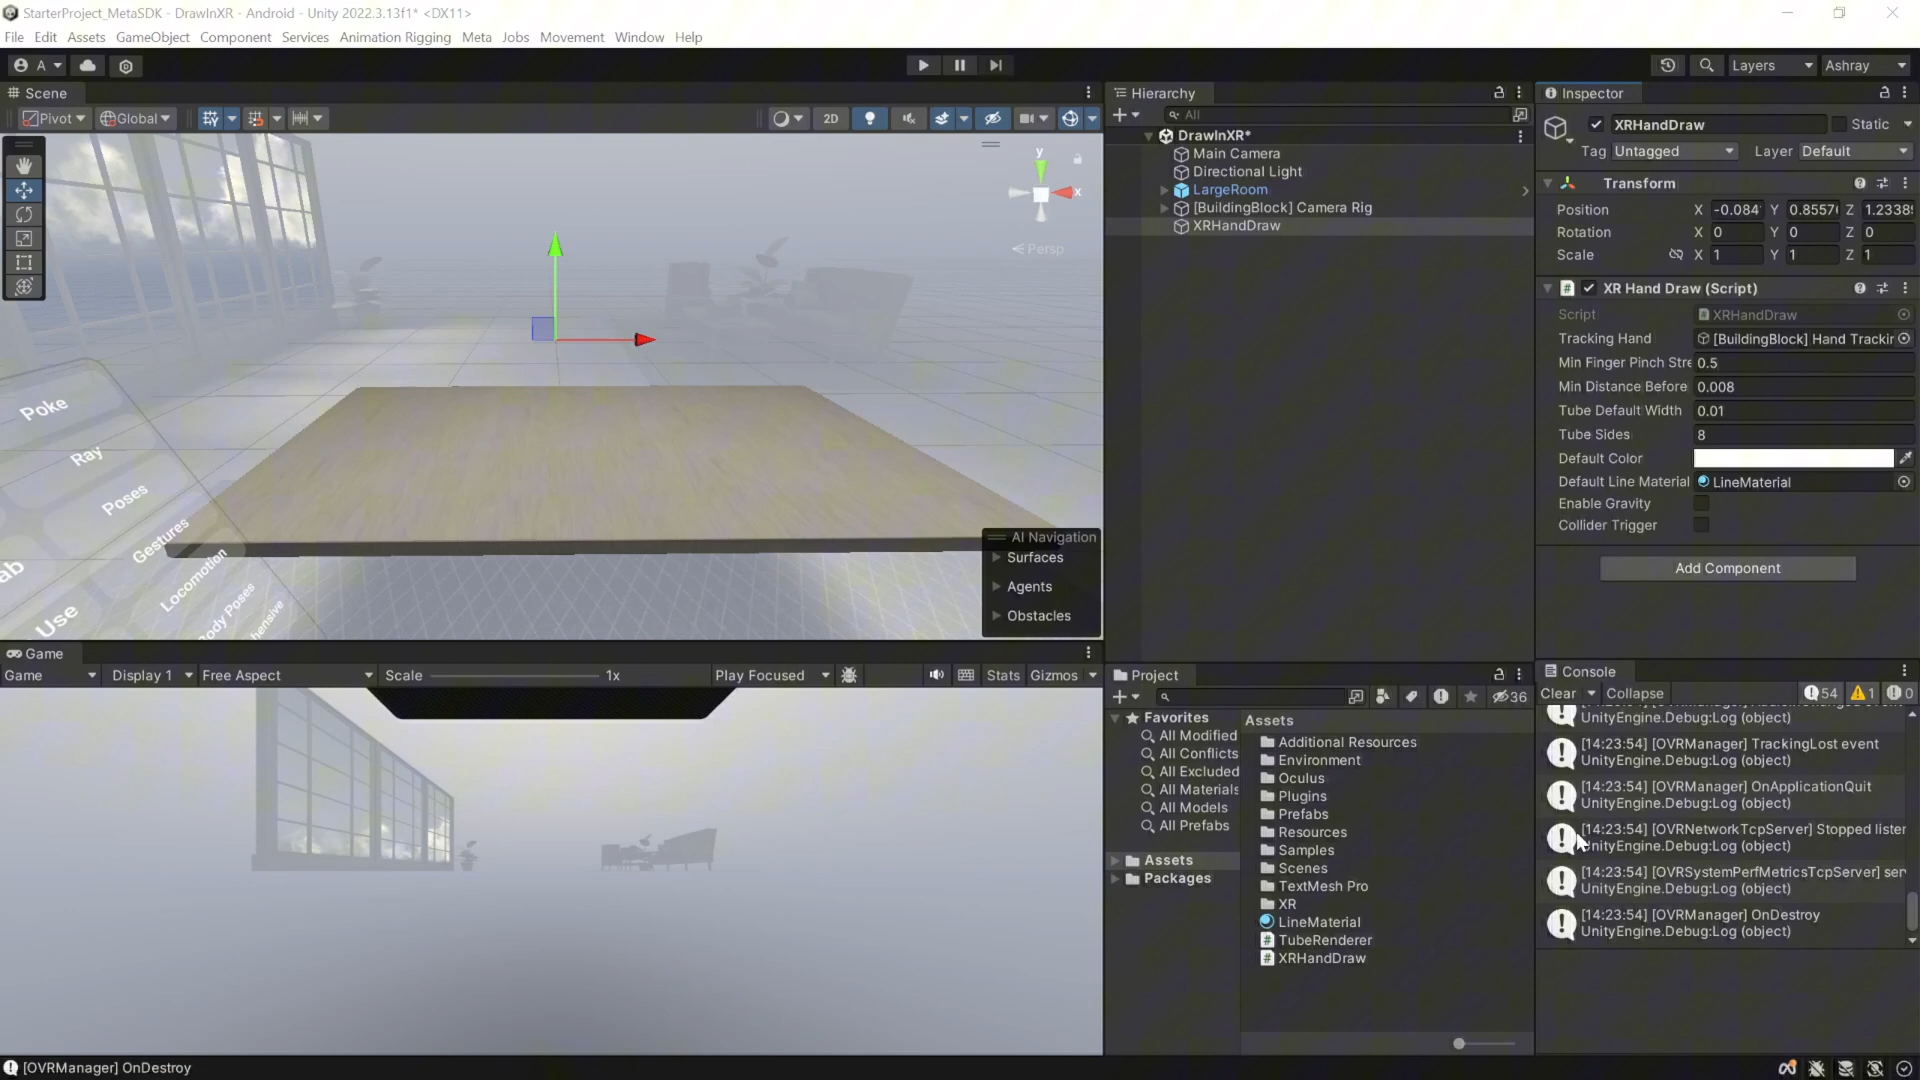 StarterProject_MetaSDK - DrawInXR - Android - Unity 2022.3.13f1* <DX11>
File Edit Assets GameObject Component Services Animation Rigging Meta Jobs Movement Window Help
A
Layers
Ashray
Scene
Pivot
Global
2D
y
x
Persp
Poke
Ray
Poses
Gestures
Locomotion
ody Poses
hensive
ab
Use
AI Navigation
Surfaces
Agents
Obstacles
Hierarchy
All
DrawInXR*
Main Camera
Directional Light
LargeRoom
[BuildingBlock] Camera Rig
XRHandDraw
Inspector
XRHandDraw
Static
Tag Untagged Layer Default
Transform
Position X -0.084 Y 0.8557 Z 1.2338
Rotation X 0 Y 0 Z 0
Scale X 1 Y 1 Z 1
XR Hand Draw (Script)
Script XRHandDraw
Tracking Hand [BuildingBlock] Hand Trackin
Min Finger Pinch Stre 0.5
Min Distance Before 0.008
Tube Default Width 0.01
Tube Sides 8
Default Color
Default Line Material LineMaterial
Enable Gravity
Collider Trigger
Add Component
Game
Game Display 1 Free Aspect Scale 1x Play Focused Stats Gizmos
Project
36
Favorites
All Modified
All Conflicts
All Excluded
All Materials
All Models
All Prefabs
Assets
Packages
Assets
Additional Resources
Environment
Oculus
Plugins
Prefabs
Resources
Samples
Scenes
TextMesh Pro
XR
LineMaterial
TubeRenderer
XRHandDraw
Console
Clear Collapse 54 1 0
UnityEngine.Debug:Log (object)
[14:23:54] [OVRManager] TrackingLost event
UnityEngine.Debug:Log (object)
[14:23:54] [OVRManager] OnApplicationQuit
UnityEngine.Debug:Log (object)
[14:23:54] [OVRNetworkTcpServer] Stopped listen
UnityEngine.Debug:Log (object)
[14:23:54] [OVRSystemPerfMetricsTcpServer] serv
UnityEngine.Debug:Log (object)
[14:23:54] [OVRManager] OnDestroy
UnityEngine.Debug:Log (object)
[OVRManager] OnDestroy